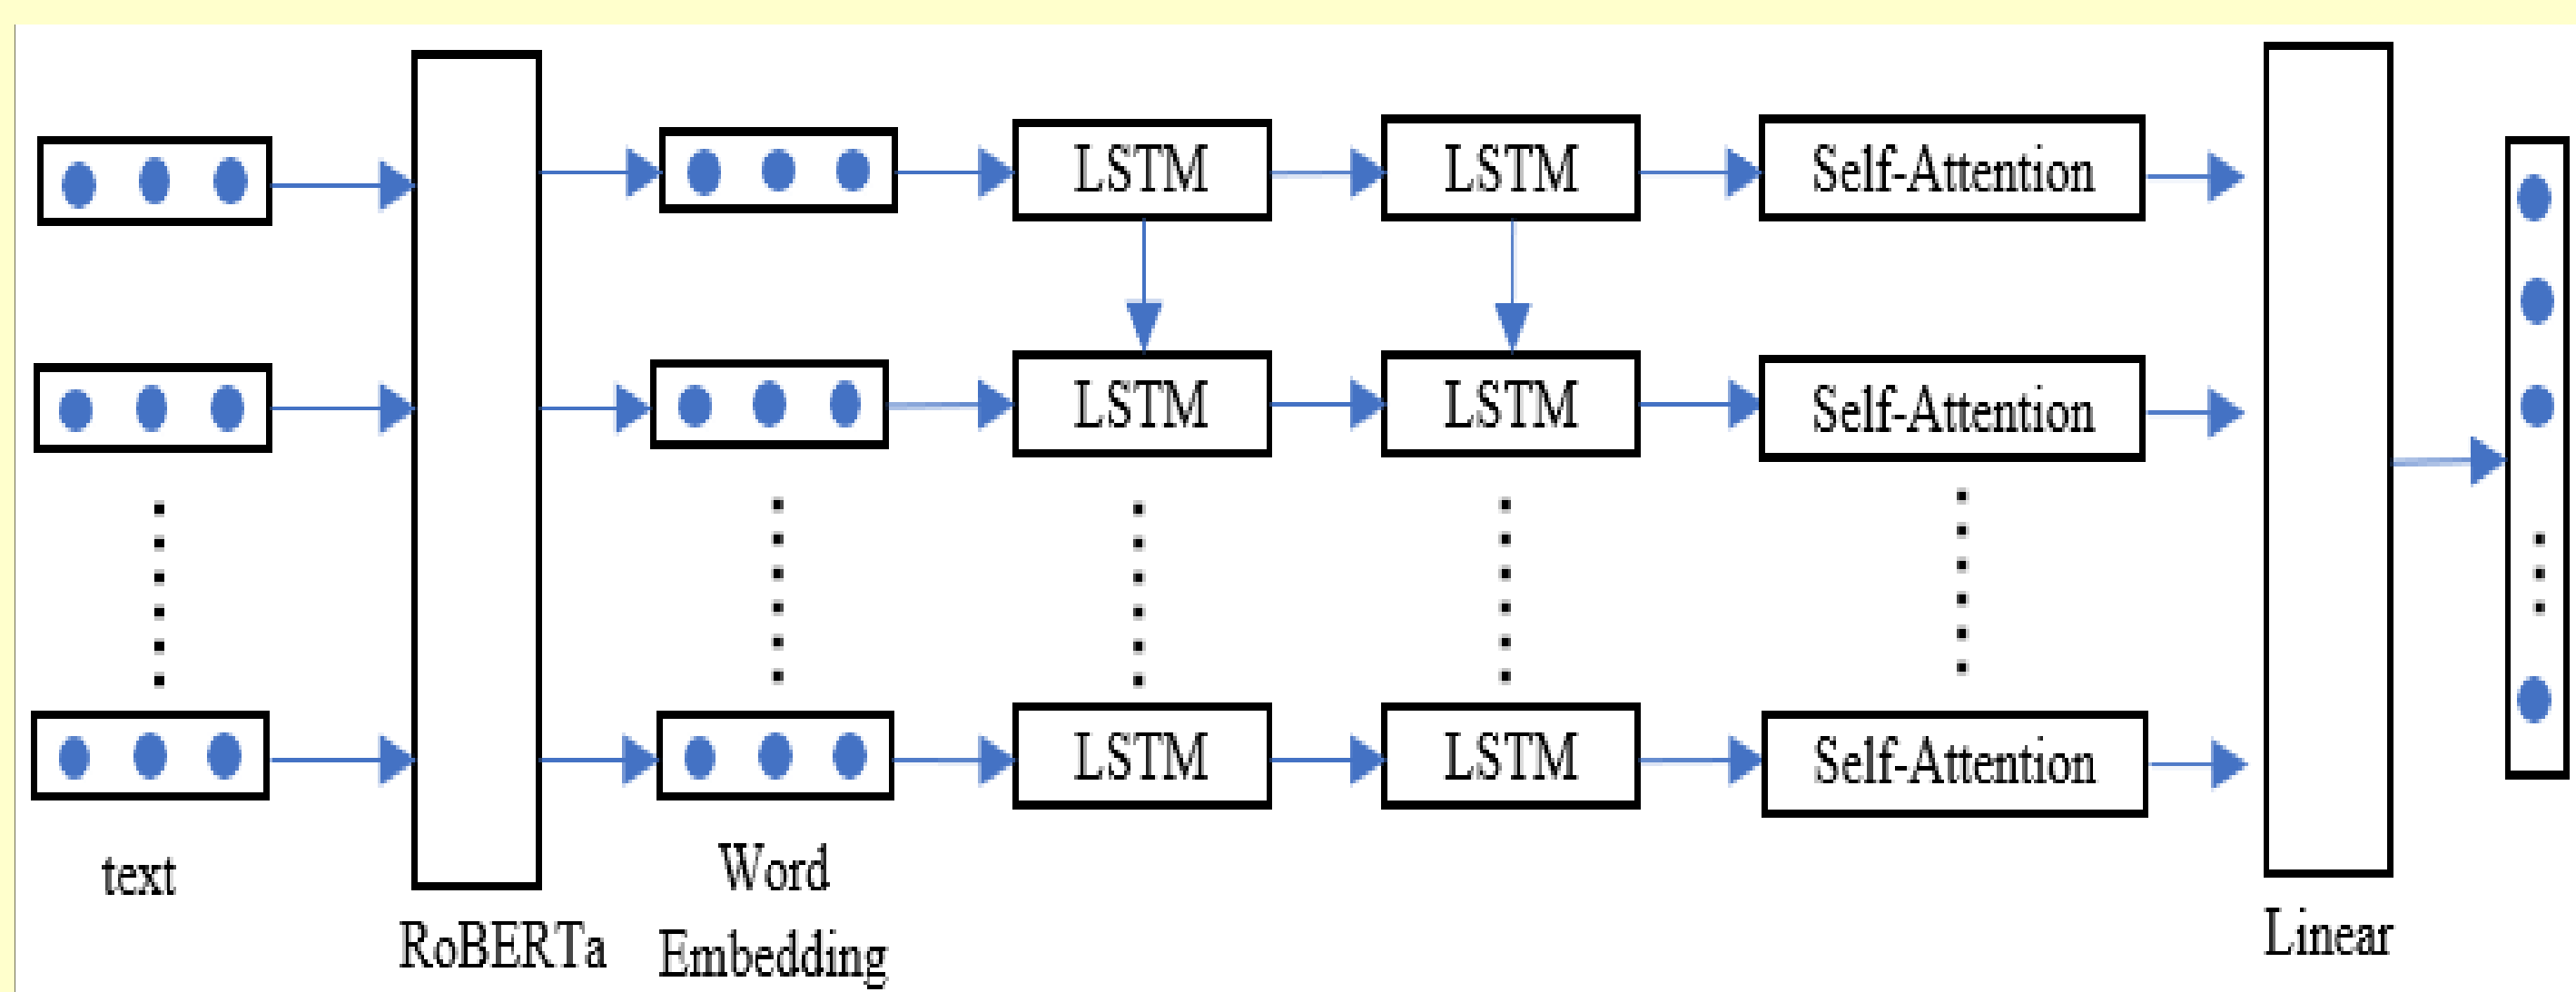 LSTM
LSTM
Self-Attention
LSTM
LSTM
Self-Attention
LSTM
LSTM
Self-Attention
text
RoBERTa
Word
Embedding
Linear